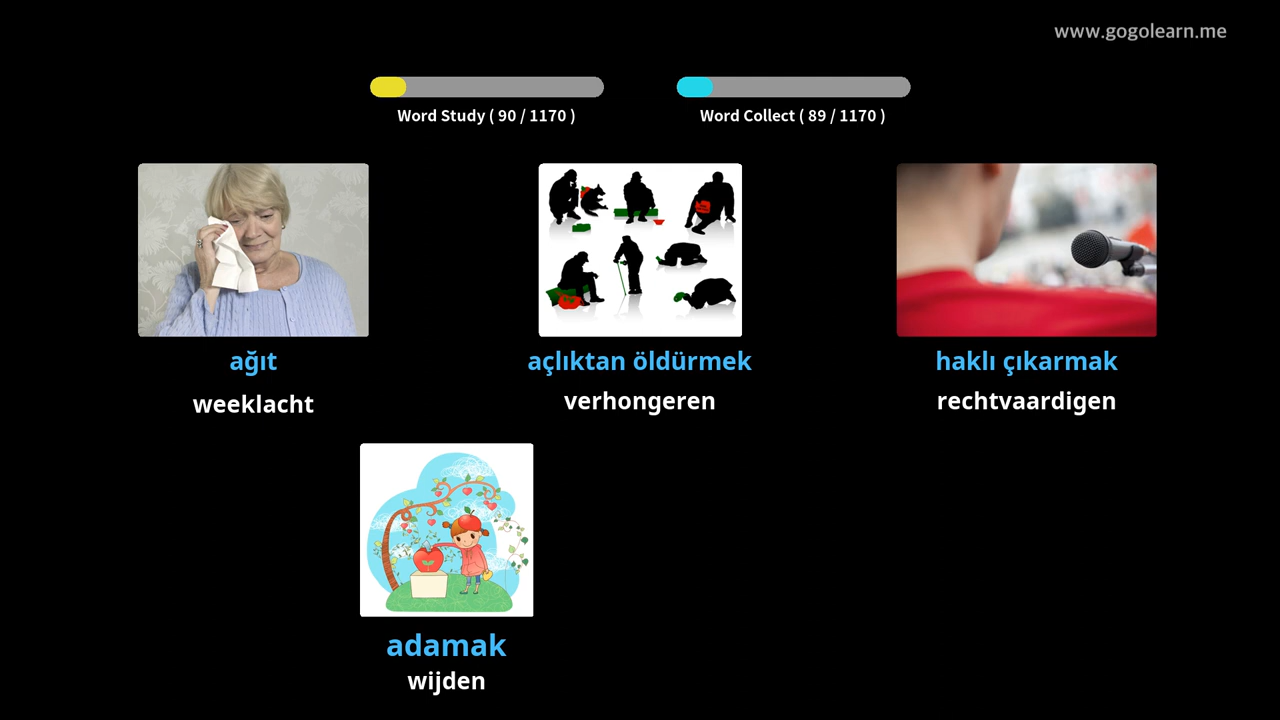 www.gogolearn.me
Word Study ( 90 / 1170 )
Word Collect ( 89 / 1170 )
ağıt
weeklacht
açlıktan öldürmek
verhongeren
haklı çıkarmak
rechtvaardigen
adamak
wijden